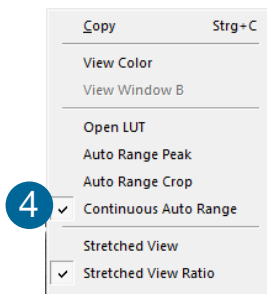 Copy Strg+C
View Color
View Window B
Open LUT
Auto Range Peak
Auto Range Crop
4 ✓ Continuous Auto Range
Stretched View
✓ Stretched View Ratio